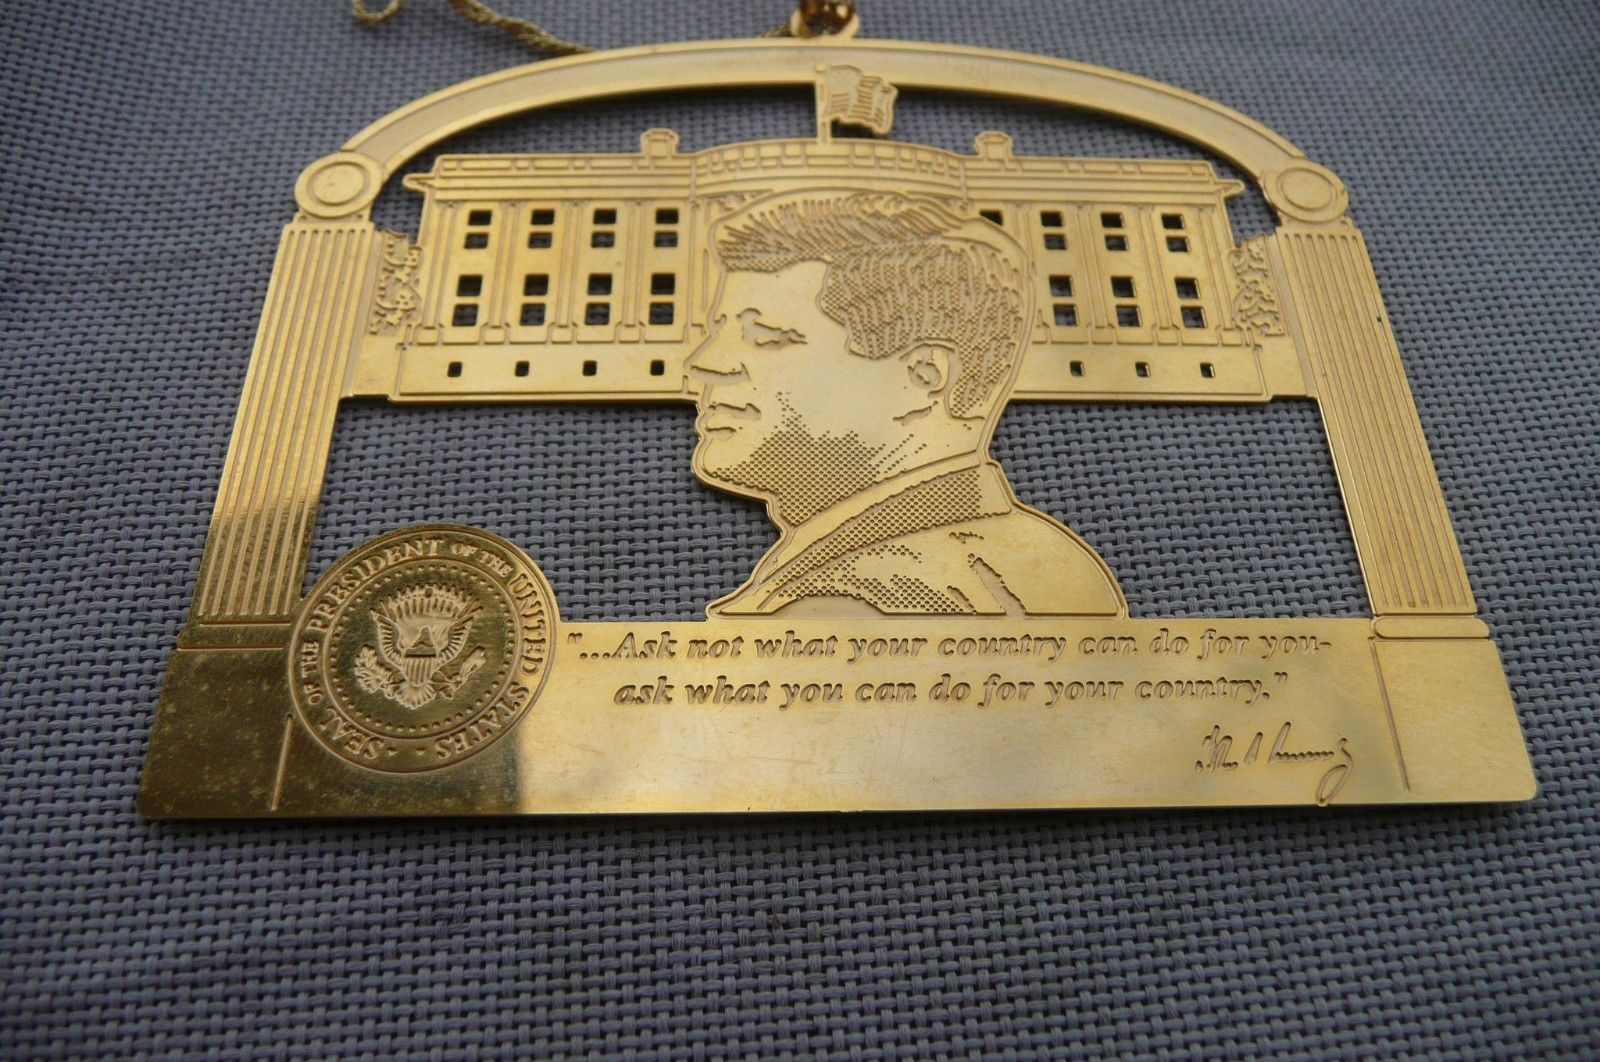 SEAL OF THE PRESIDENT OF THE UNITED STATES
"...Ask not what your country can do for you-
ask what you can do for your country."